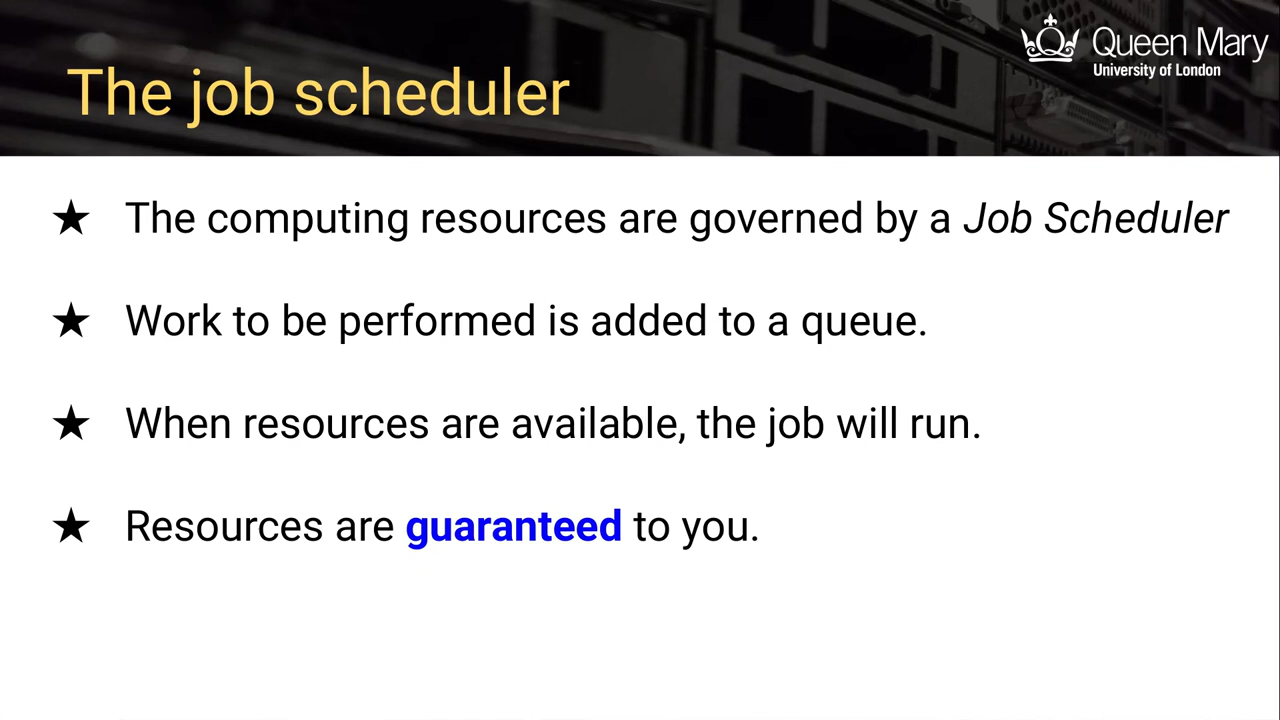 Queen Mary
University of London
The job scheduler
★ The computing resources are governed by a Job Scheduler
★ Work to be performed is added to a queue.
★ When resources are available, the job will run.
★ Resources are guaranteed to you.